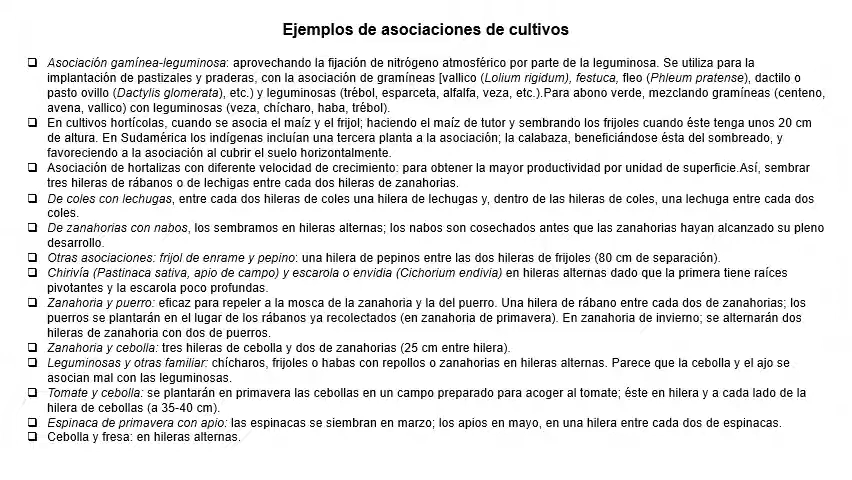 Ejemplos de asociaciones de cultivos
❑ Asociación gamínea-leguminosa: aprovechando la fijación de nitrógeno atmosférico por parte de la leguminosa. Se utiliza para la
implantación de pastizales y praderas, con la asociación de gramíneas [vallico (Lolium rigidum), festuca, fleo (Phleum pratense), dactilo o
pasto ovillo (Dactylis glomerata), etc.) y leguminosas (trébol, esparceta, alfalfa, veza, etc.).Para abono verde, mezclando gramíneas (centeno,
avena, vallico) con leguminosas (veza, chícharo, haba, trébol).
❑ En cultivos hortícolas, cuando se asocia el maíz y el frijol; haciendo el maíz de tutor y sembrando los frijoles cuando éste tenga unos 20 cm
de altura. En Sudamérica los indígenas incluían una tercera planta a la asociación; la calabaza, beneficiándose ésta del sombreado, y
favoreciendo a la asociación al cubrir el suelo horizontalmente.
❑ Asociación de hortalizas con diferente velocidad de crecimiento: para obtener la mayor productividad por unidad de superficie.Así, sembrar
tres hileras de rábanos o de lechigas entre cada dos hileras de zanahorias.
❑ De coles con lechugas, entre cada dos hileras de coles una hilera de lechugas y, dentro de las hileras de coles, una lechuga entre cada dos
coles.
❑ De zanahorias con nabos, los sembramos en hileras alternas; los nabos son cosechados antes que las zanahorias hayan alcanzado su pleno
desarrollo.
❑ Otras asociaciones: frijol de enrame y pepino: una hilera de pepinos entre las dos hileras de frijoles (80 cm de separación).
❑ Chirivía (Pastinaca sativa, apio de campo) y escarola o envidia (Cichorium endivia) en hileras alternas dado que la primera tiene raíces
pivotantes y la escarola poco profundas.
❑ Zanahoria y puerro: eficaz para repeler a la mosca de la zanahoria y la del puerro. Una hilera de rábano entre cada dos de zanahorias; los
puerros se plantarán en el lugar de los rábanos ya recolectados (en zanahoria de primavera). En zanahoria de invierno; se alternarán dos
hileras de zanahoria con dos de puerros.
❑ Zanahoria y cebolla: tres hileras de cebolla y dos de zanahorias (25 cm entre hilera).
❑ Leguminosas y otras familiar: chícharos, frijoles o habas con repollos o zanahorias en hileras alternas. Parece que la cebolla y el ajo se
asocian mal con las leguminosas.
❑ Tomate y cebolla: se plantarán en primavera las cebollas en un campo preparado para acoger al tomate; éste en hilera y a cada lado de la
hilera de cebollas (a 35-40 cm).
❑ Espinaca de primavera con apio: las espinacas se siembran en marzo; los apios en mayo, en una hilera entre cada dos de espinacas.
❑ Cebolla y fresa: en hileras alternas.